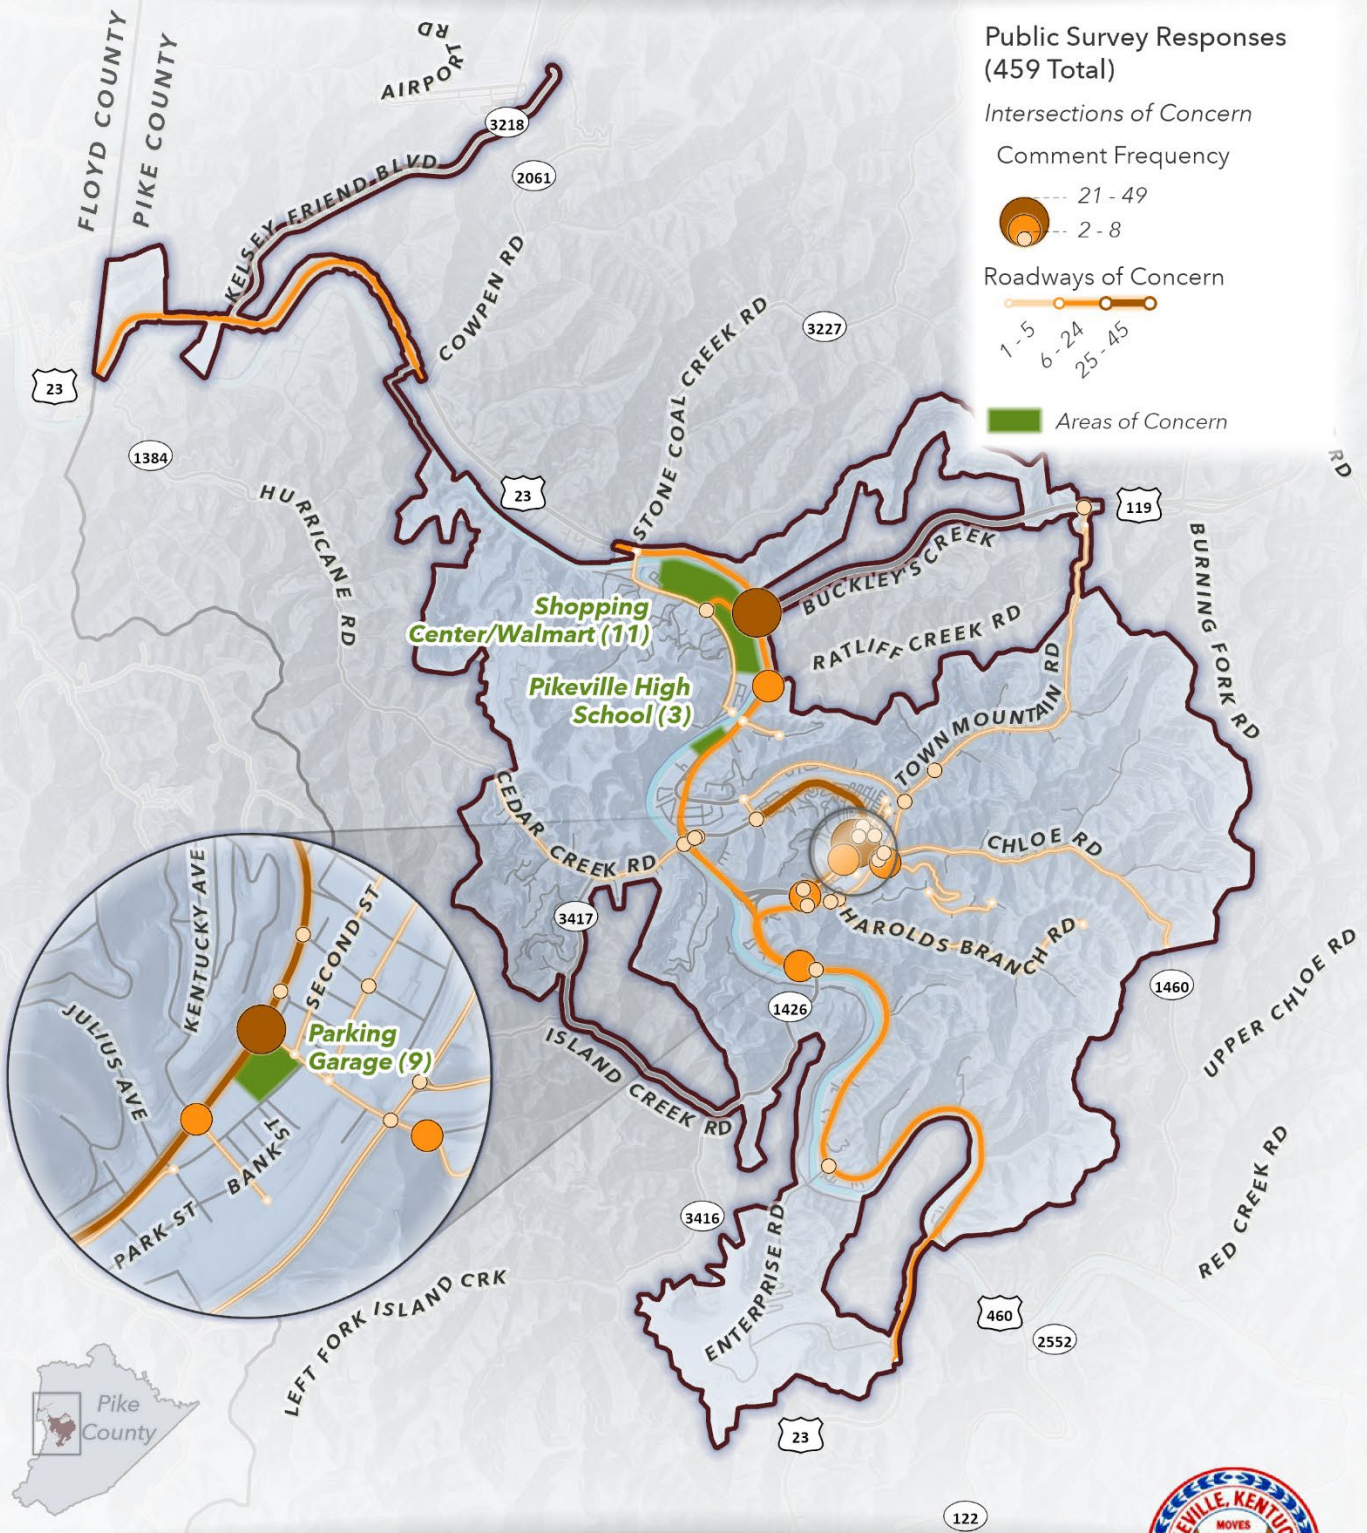 Public Survey Responses
(459 Total)
Intersections of Concern
Comment Frequency
21 - 49
2 - 8
Roadways of Concern
1 - 5
6 - 24
25 - 45
Areas of Concern
FLOYD COUNTY
PIKE COUNTY
AIRPORT RD
3218
KELSEY FRIEND BLVD
2061
COWPEN RD
STONE COAL CREEK RD
3227
23
1384
HURRICANE RD
23
RD
119
BUCKLEY'S CREEK
BURNING FORK RD
Shopping
Center/Walmart (11)
RATLIFF CREEK RD
Pikeville High
School (3)
TOWN MOUNTAIN RD
CEDAR CREEK RD
CHLOE RD
3417
HAROLDS BRANCH RD
1460
UPPER CHLOE RD
1426
ISLAND CREEK RD
KENTUCKY AVE
SECOND ST
JULIUS AVE
Parking
Garage (9)
BANK ST
PARK ST
3416
ENTERPRISE RD
RED CREEK RD
LEFT FORK ISLAND CRK
460
2552
Pike
County
23
122
EVILLE, KENTU
MOVES